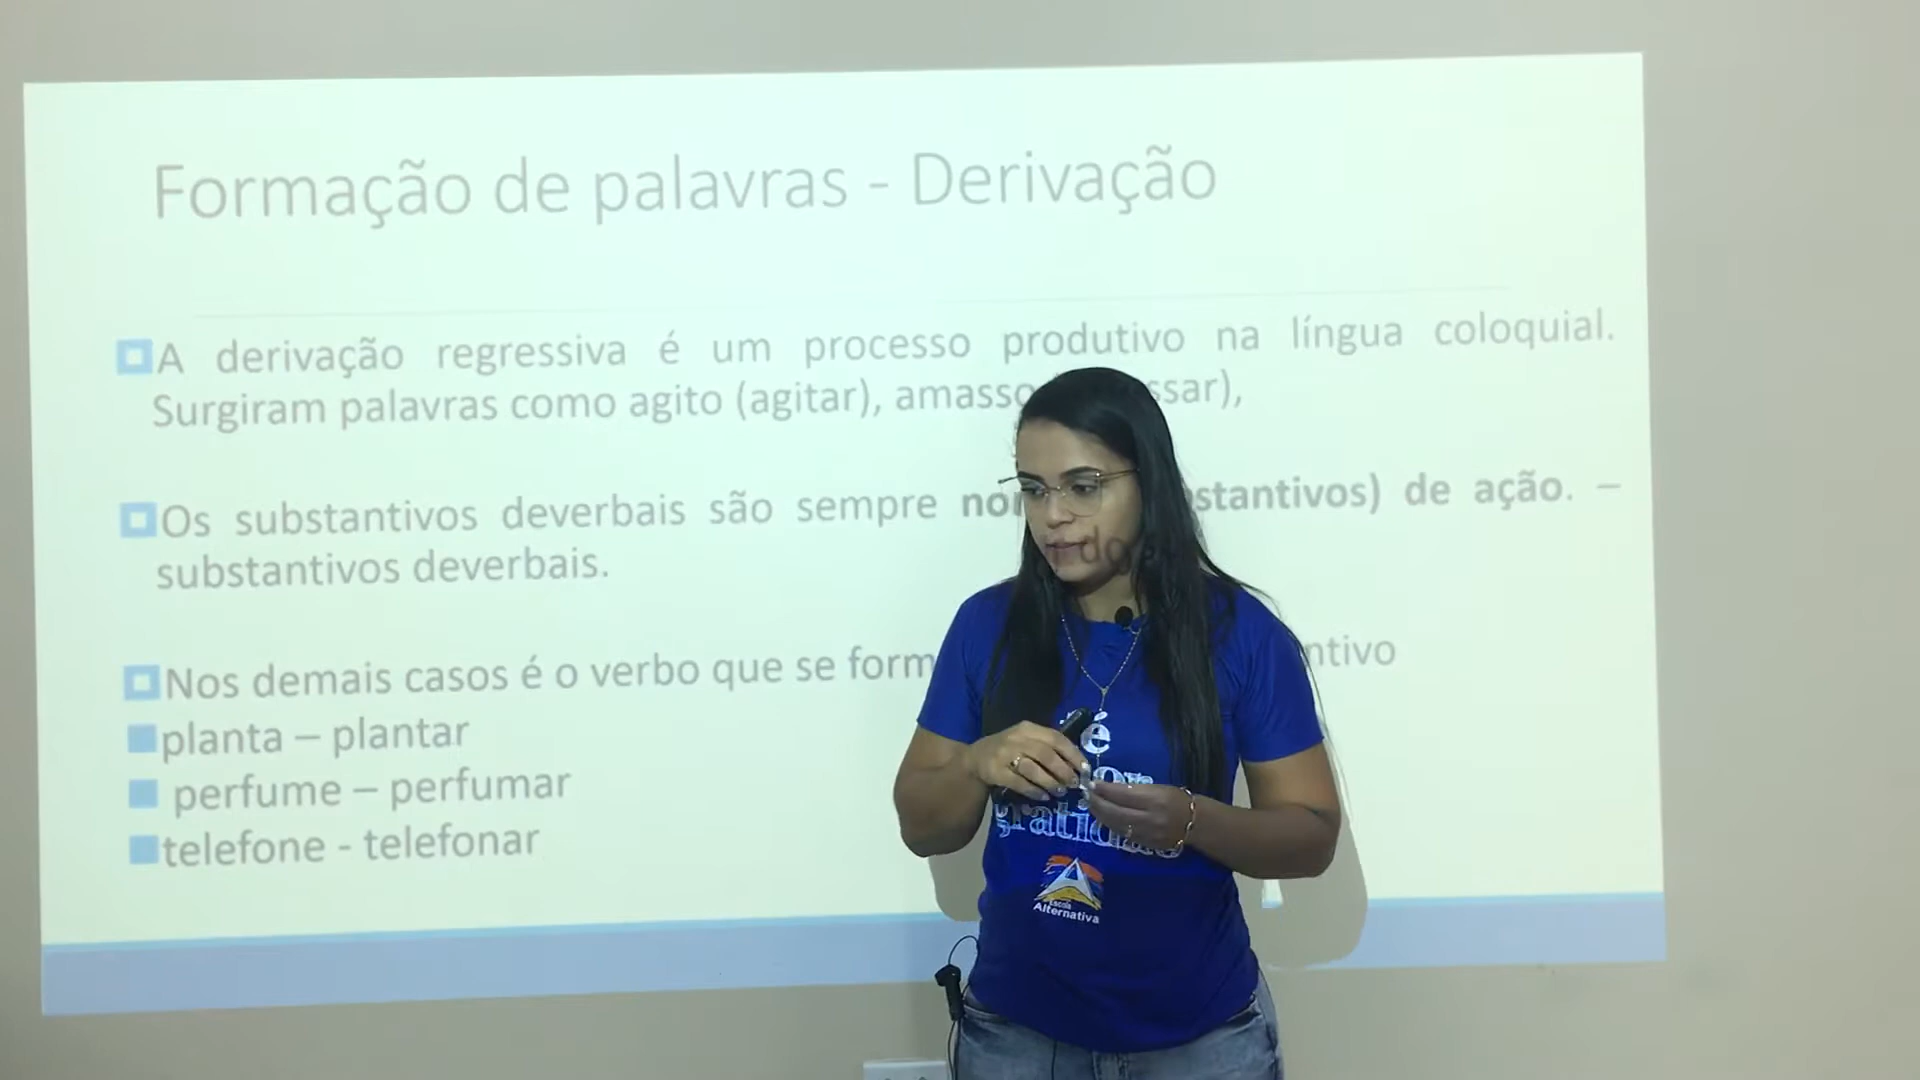 Formação de palavras - Derivação
A derivação regressiva é um processo produtivo na língua coloquial.
Surgiram palavras como agito (agitar), amasso
Os substantivos deverbais são sempre de ação. –
substantivos deverbais.
Nos demais casos é o verbo que se
planta – plantar
perfume – perfumar
telefone - telefonar
é
Escola
Alternativa